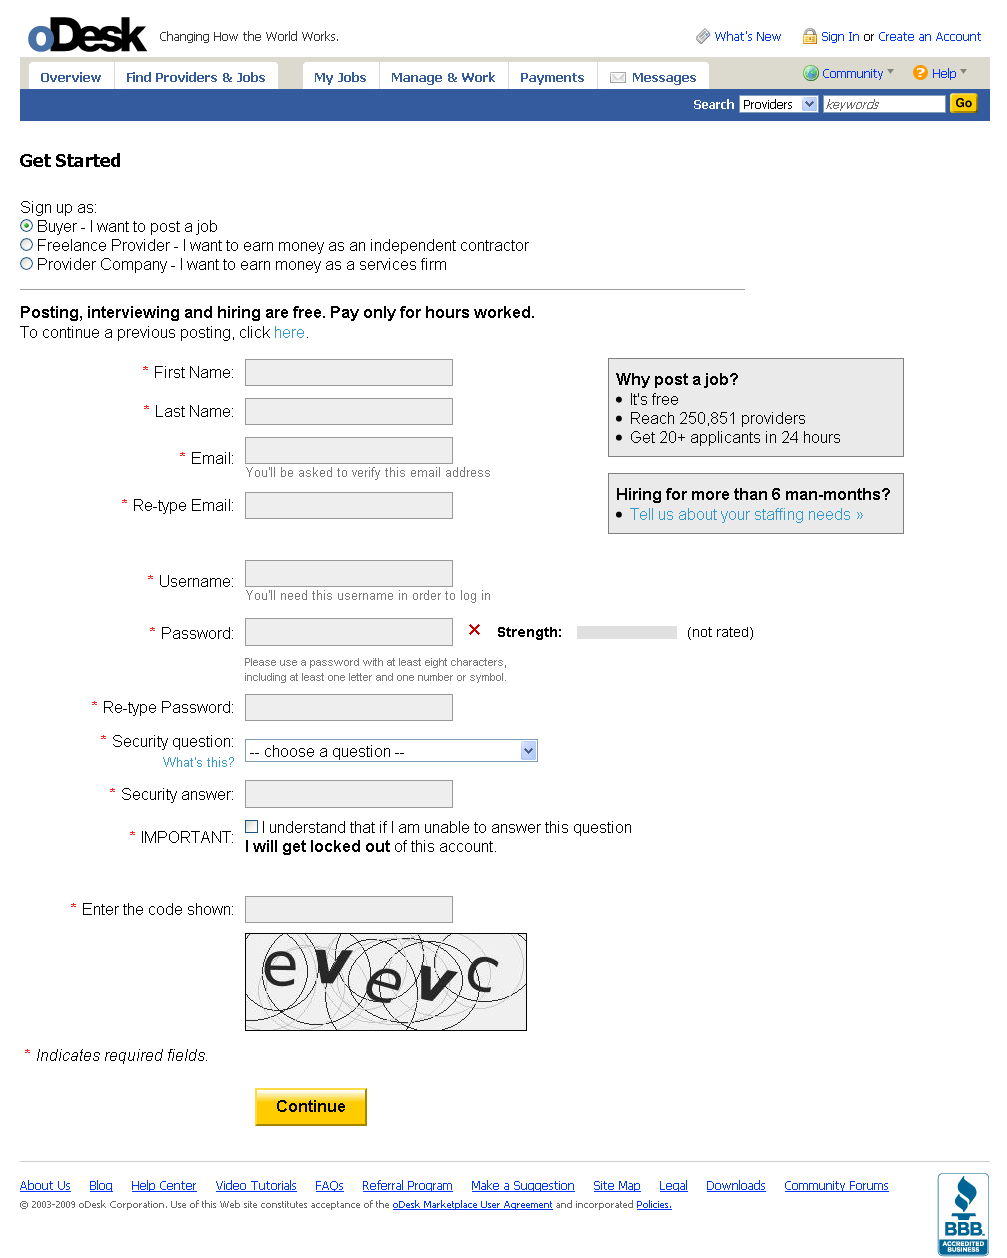 oDesk Changing How the World Works.
What's New Sign In or Create an Account
Overview Find Providers & Jobs My Jobs Manage & Work Payments Messages Community Help
Search Providers keywords Go
Get Started
Sign up as:
Buyer - I want to post a job
Freelance Provider - I want to earn money as an independent contractor
Provider Company - I want to earn money as a services firm
Posting, interviewing and hiring are free. Pay only for hours worked.
To continue a previous posting, click here.
* First Name:
* Last Name:
* Email:
You'll be asked to verify this email address
* Re-type Email:
Why post a job?
• It's free
• Reach 250,851 providers
• Get 20+ applicants in 24 hours
Hiring for more than 6 man-months?
• Tell us about your staffing needs »
* Username:
You'll need this username in order to log in
* Password: Strength: (not rated)
Please use a password with at least eight characters,
including at least one letter and one number or symbol.
* Re-type Password:
* Security question: -- choose a question --
What's this?
* Security answer:
* IMPORTANT: I understand that if I am unable to answer this question
I will get locked out of this account.
* Enter the code shown:
evevc
* Indicates required fields.
Continue
About Us Blog Help Center Video Tutorials FAQs Referral Program Make a Suggestion Site Map Legal Downloads Community Forums
© 2003-2009 oDesk Corporation. Use of this Web site constitutes acceptance of the oDesk Marketplace User Agreement and incorporated Policies.
BBB.
ACCREDITED
BUSINESS